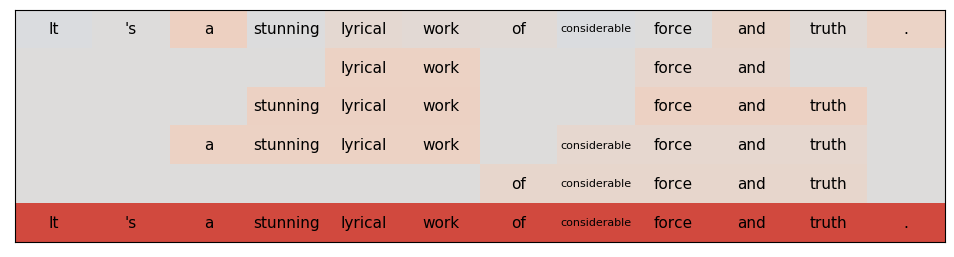 It 's a stunning lyrical work of considerable force and truth .
lyrical work force and
stunning lyrical work force and truth
a stunning lyrical work considerable force and truth
of considerable force and truth
It 's a stunning lyrical work of considerable force and truth .